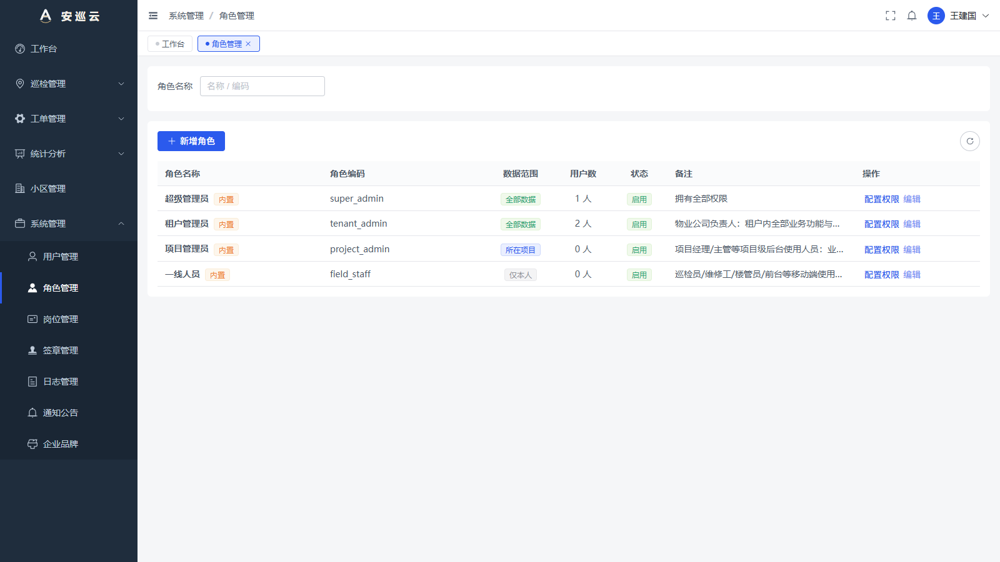 安巡云
工作台
巡检管理
工单管理
统计分析
小区管理
系统管理
用户管理
角色管理
岗位管理
签章管理
日志管理
通知公告
企业品牌
系统管理 / 角色管理
王 王建国
工作台 角色管理
角色名称 名称 / 编码
新增角色
角色名称 角色编码 数据范围 用户数 状态 备注 操作
超级管理员 内置 super_admin 全部数据 1 人 启用 拥有全部权限 配置权限 编辑
租户管理员 内置 tenant_admin 全部数据 2 人 启用 物业公司负责人：租户内全部业务功能与... 配置权限 编辑
项目管理员 内置 project_admin 所在项目 0 人 启用 项目经理/主管等项目级后台使用人员：业... 配置权限 编辑
一线人员 内置 field_staff 仅本人 0 人 启用 巡检员/维修工/楼管员/前台等移动端使用... 配置权限 编辑